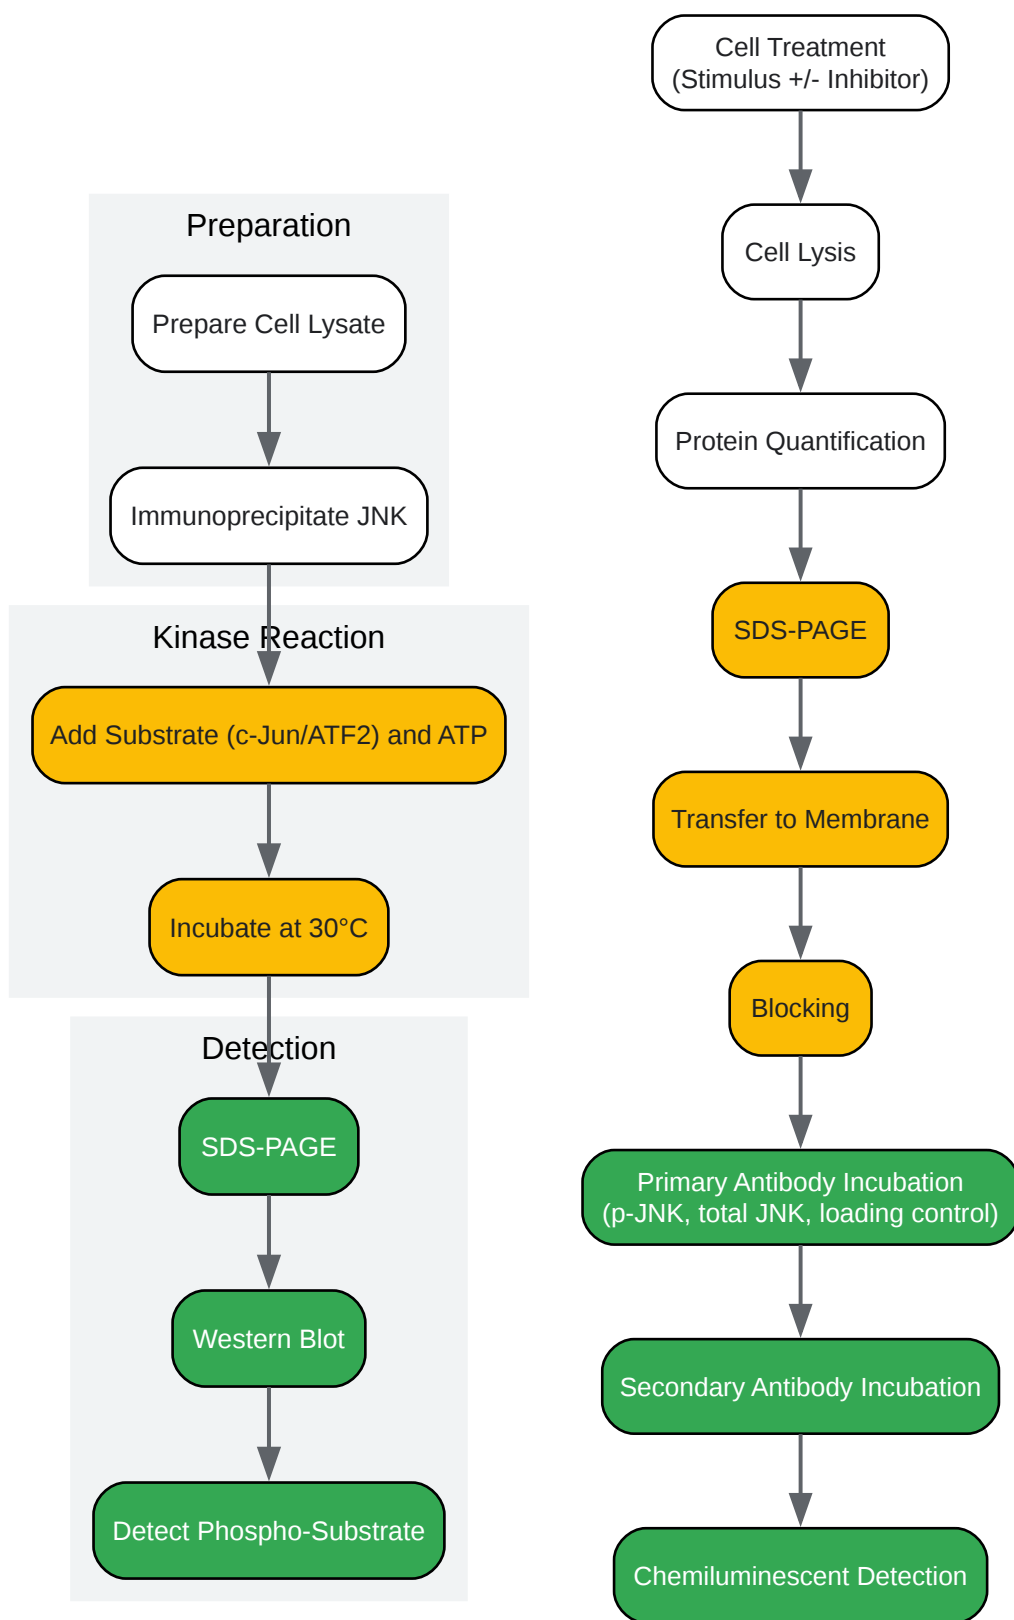 Preparation
Prepare Cell Lysate
Immunoprecipitate JNK
Kinase Reaction
Add Substrate (c-Jun/ATF2) and ATP
Incubate at 30°C
Detection
SDS-PAGE
Western Blot
Detect Phospho-Substrate
Cell Treatment
(Stimulus +/- Inhibitor)
Cell Lysis
Protein Quantification
SDS-PAGE
Transfer to Membrane
Blocking
Primary Antibody Incubation
(p-JNK, total JNK, loading control)
Secondary Antibody Incubation
Chemiluminescent Detection